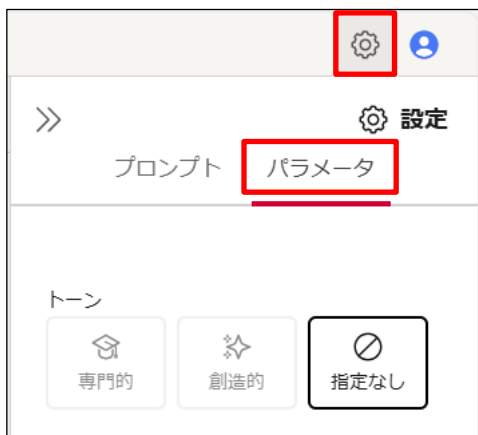 設定
プロンプト パラメータ
トーン
専門的 創造的 指定なし